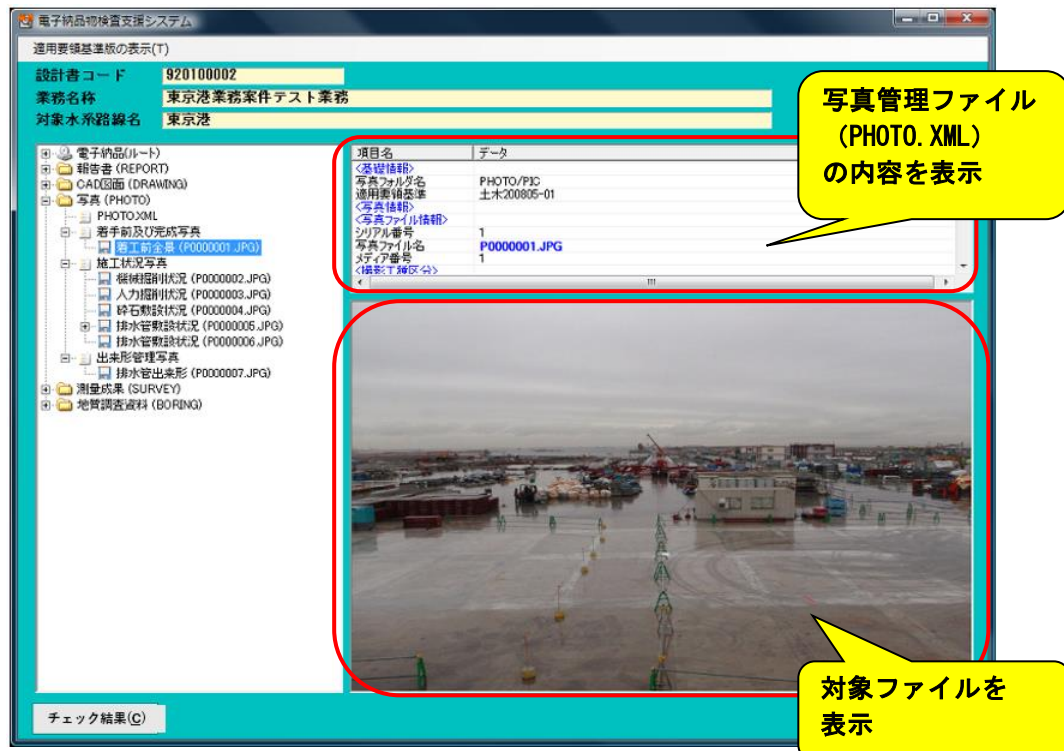 電子納品物検査支援システム
適用要領基準版の表示(T)
設計書コード 920100002
業務名称 東京港業務案件テスト業務
対象水系路線名 東京港
写真管理ファイル
(PHOTO.XML)
の内容を表示
電子納品(ルート)
報告書 (REPORT)
CAD図面 (DRAWING)
写真 (PHOTO)
PHOTO.XML
着手前及び完成写真
着工前全景 (P0000001.JPG)
施工状況写真
機械掘削状況 (P0000002.JPG)
人力掘削状況 (P0000003.JPG)
砕石敷設状況 (P0000004.JPG)
排水管敷設状況 (P0000005.JPG)
排水管敷設状況 (P0000006.JPG)
出来形管理写真
排水管出来形 (P0000007.JPG)
測量成果 (SURVEY)
地質調査資料 (BORING)
項目名 データ
<基礎情報>
写真フォルダ名 PHOTO/PIC
適用要領基準 土木200805-01
<写真情報>
<写真ファイル情報>
シリアル番号 1
写真ファイル名 P0000001.JPG
メディア番号 1
<撮影工種区分>
対象ファイルを
表示
チェック結果(C)